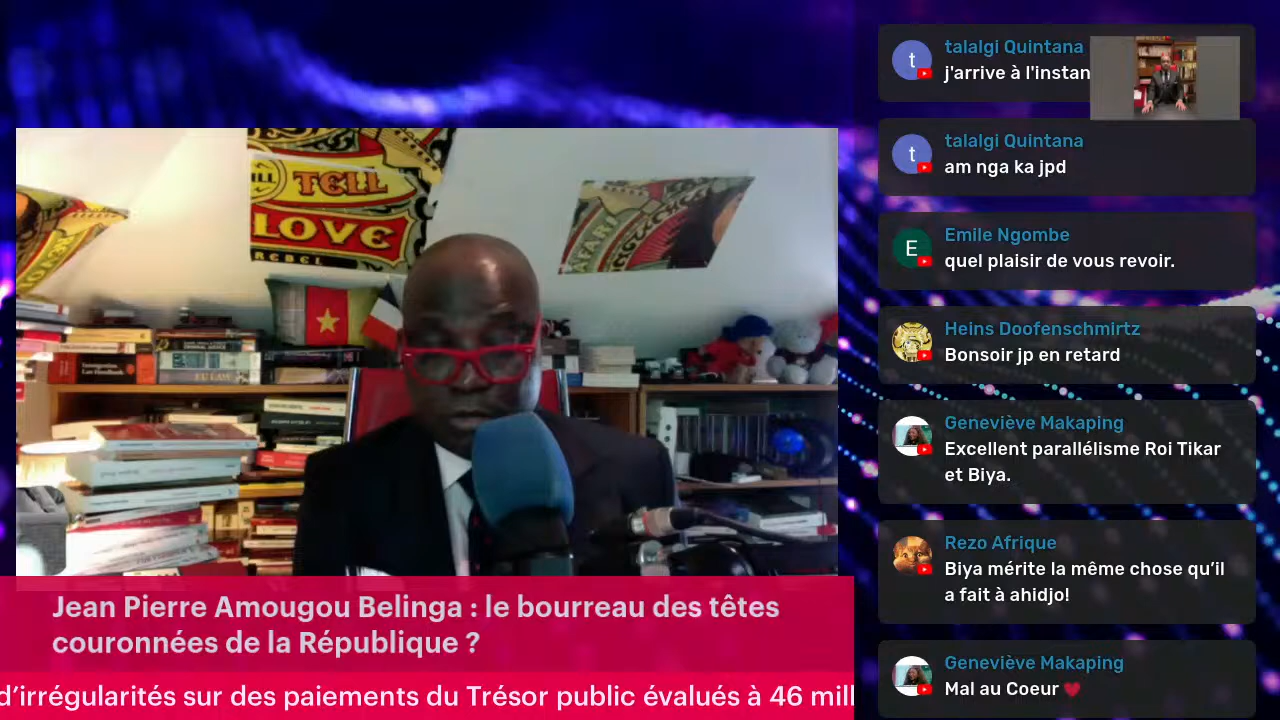 TELL
LOVE
REBEL
EU LAW
Jean Pierre Amougou Belinga : le bourreau des têtes
couronnées de la République ?
d’irrégularités sur des paiements du Trésor public évalués à 46 mill
talalgi Quintana
j'arrive à l'instan
talalgi Quintana
am nga ka jpd
Emile Ngombe
quel plaisir de vous revoir.
Heins Doofenschmirtz
Bonsoir jp en retard
Geneviève Makaping
Excellent parallélisme Roi Tikar
et Biya.
Rezo Afrique
Biya mérite la même chose qu’il
a fait à ahidjo!
Geneviève Makaping
Mal au Coeur ♥